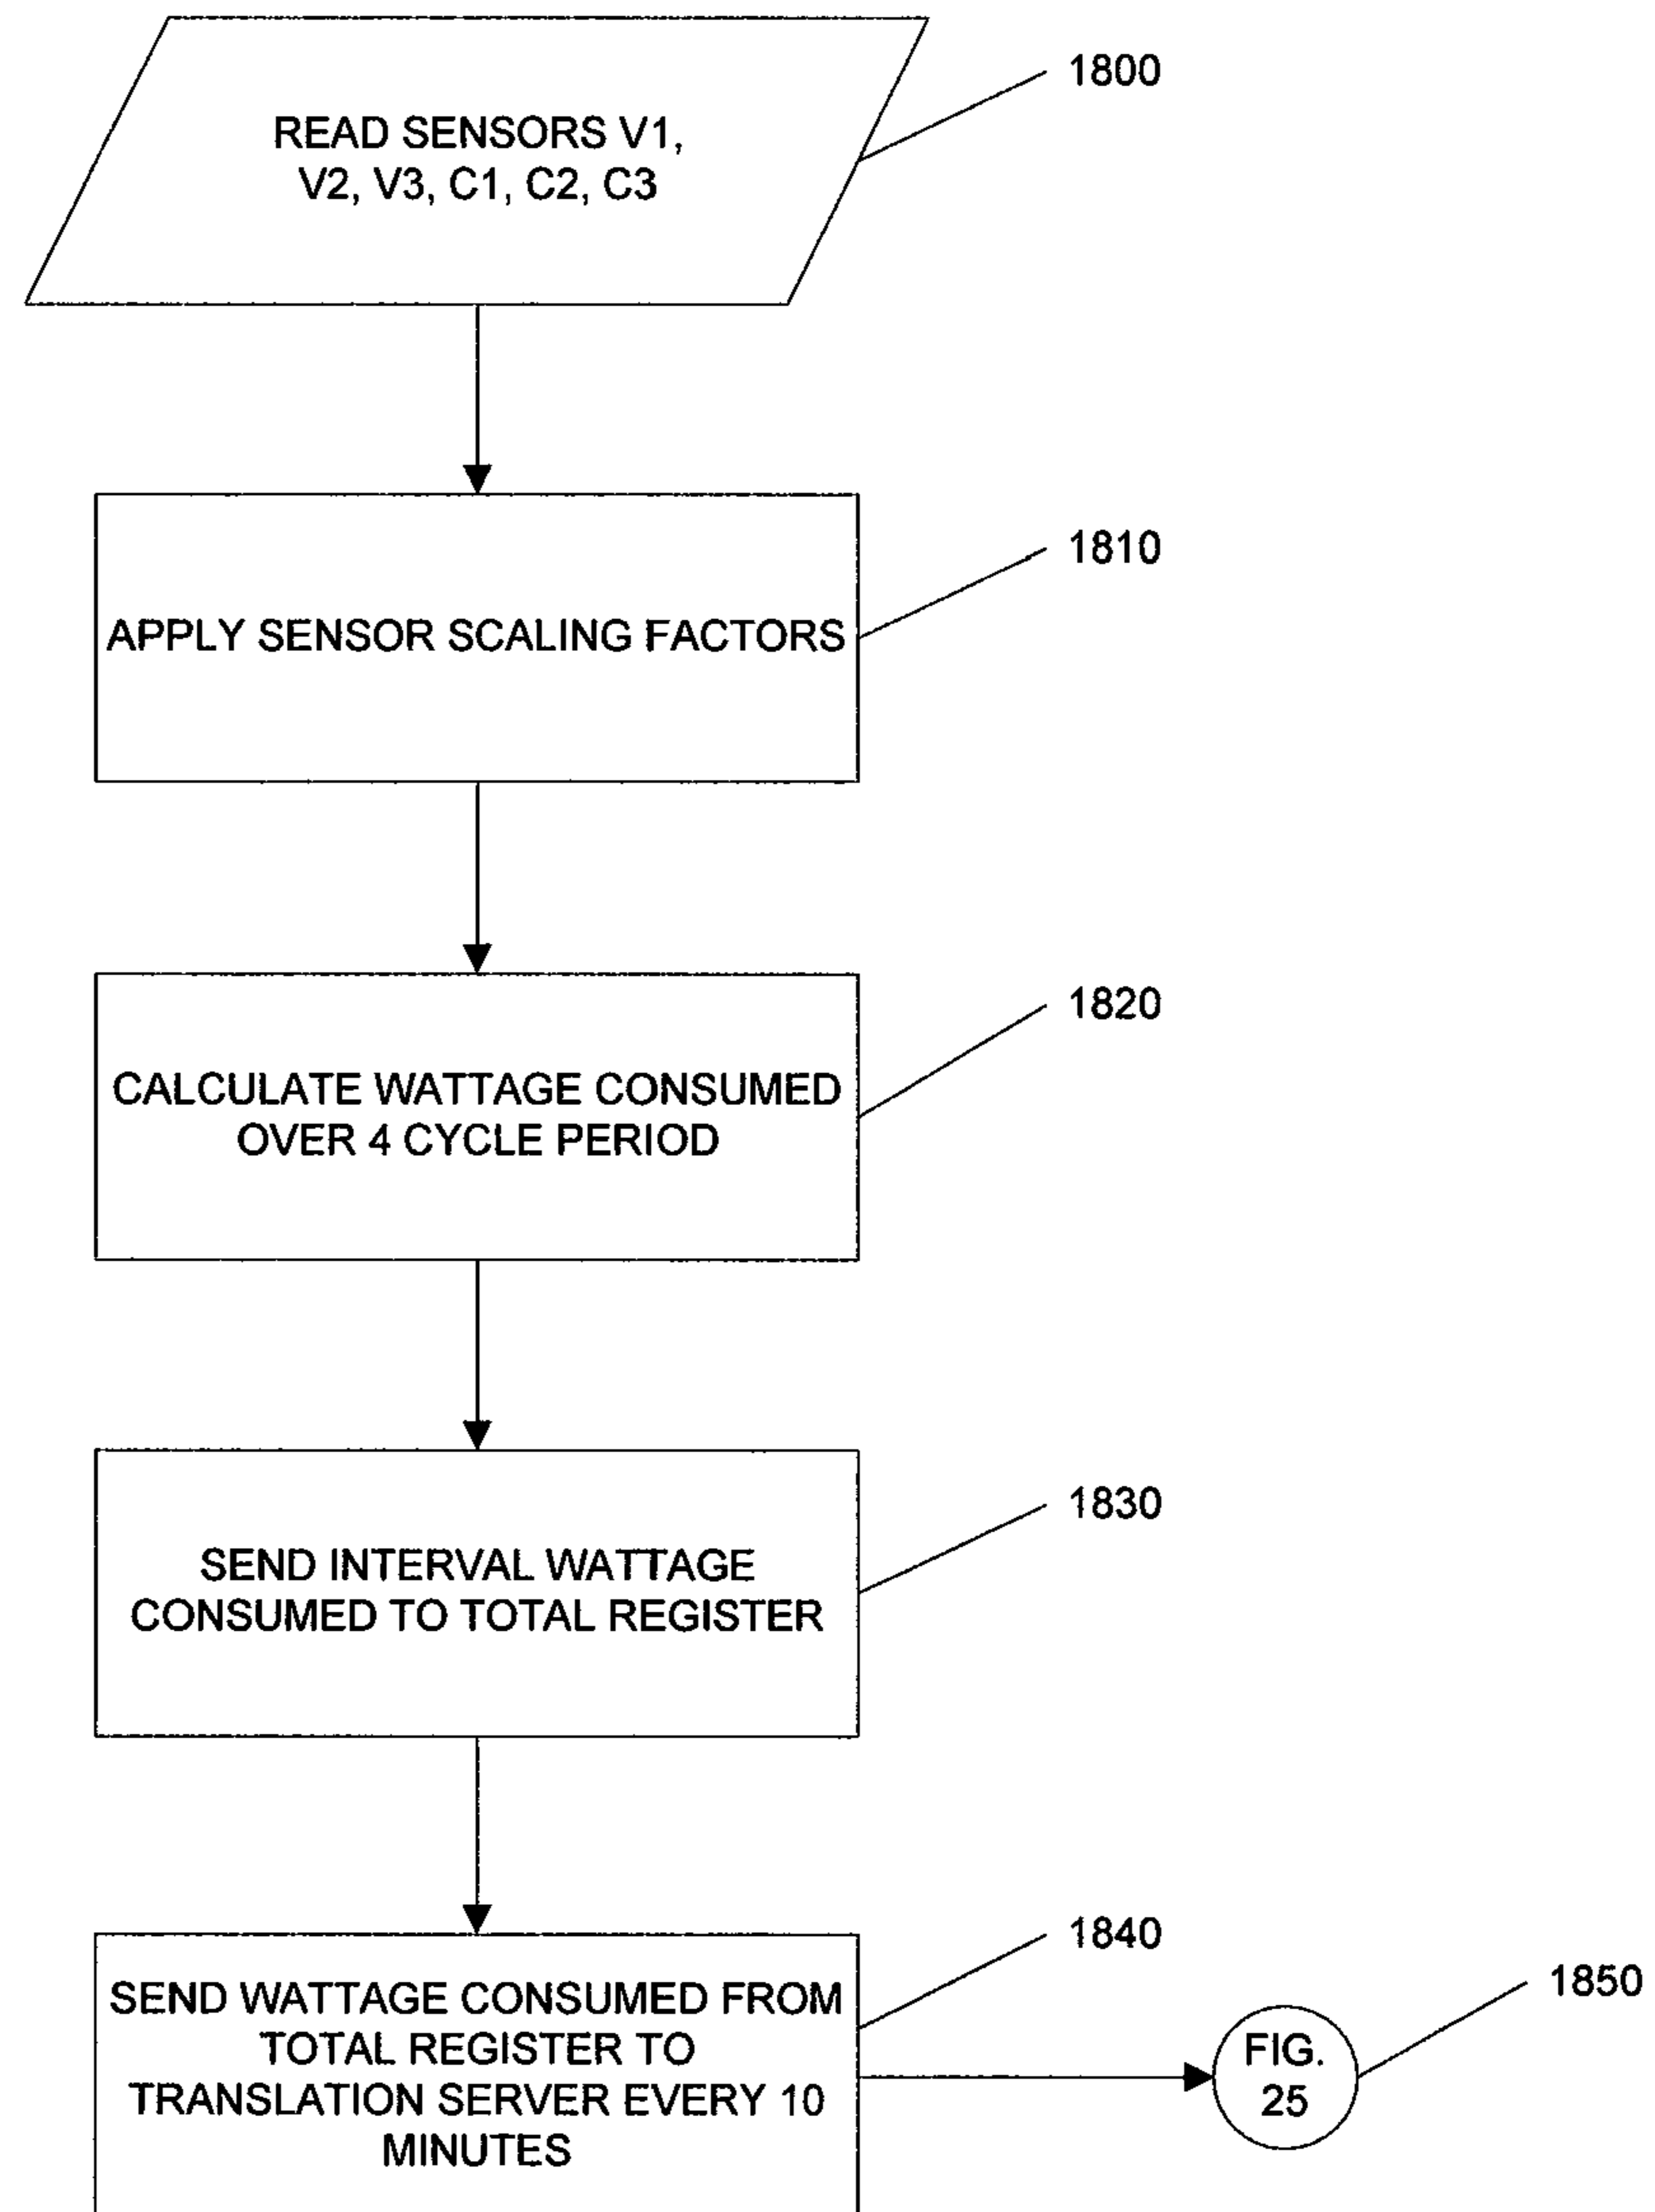 READ SENSORS V1,
V2, V3, C1, C2, C3
1800
APPLY SENSOR SCALING FACTORS
1810
CALCULATE WATTAGE CONSUMED
OVER 4 CYCLE PERIOD
1820
SEND INTERVAL WATTAGE
CONSUMED TO TOTAL REGISTER
1830
SEND WATTAGE CONSUMED FROM
TOTAL REGISTER TO
TRANSLATION SERVER EVERY 10
MINUTES
1840
FIG.
25
1850